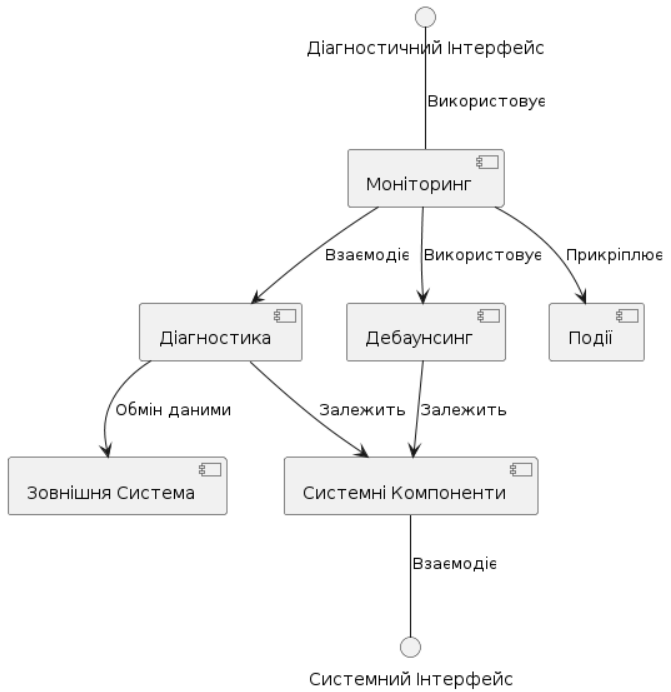 Діагностичний Інтерфейс
Використовує
Моніторинг
Взаємодіє
Використовує
Прикріплює
Діагностика
Дебаунсинг
Події
Обмін даними
Залежить
Залежить
Зовнішня Система
Системні Компоненти
Взаємодіє
Системний Інтерфейс